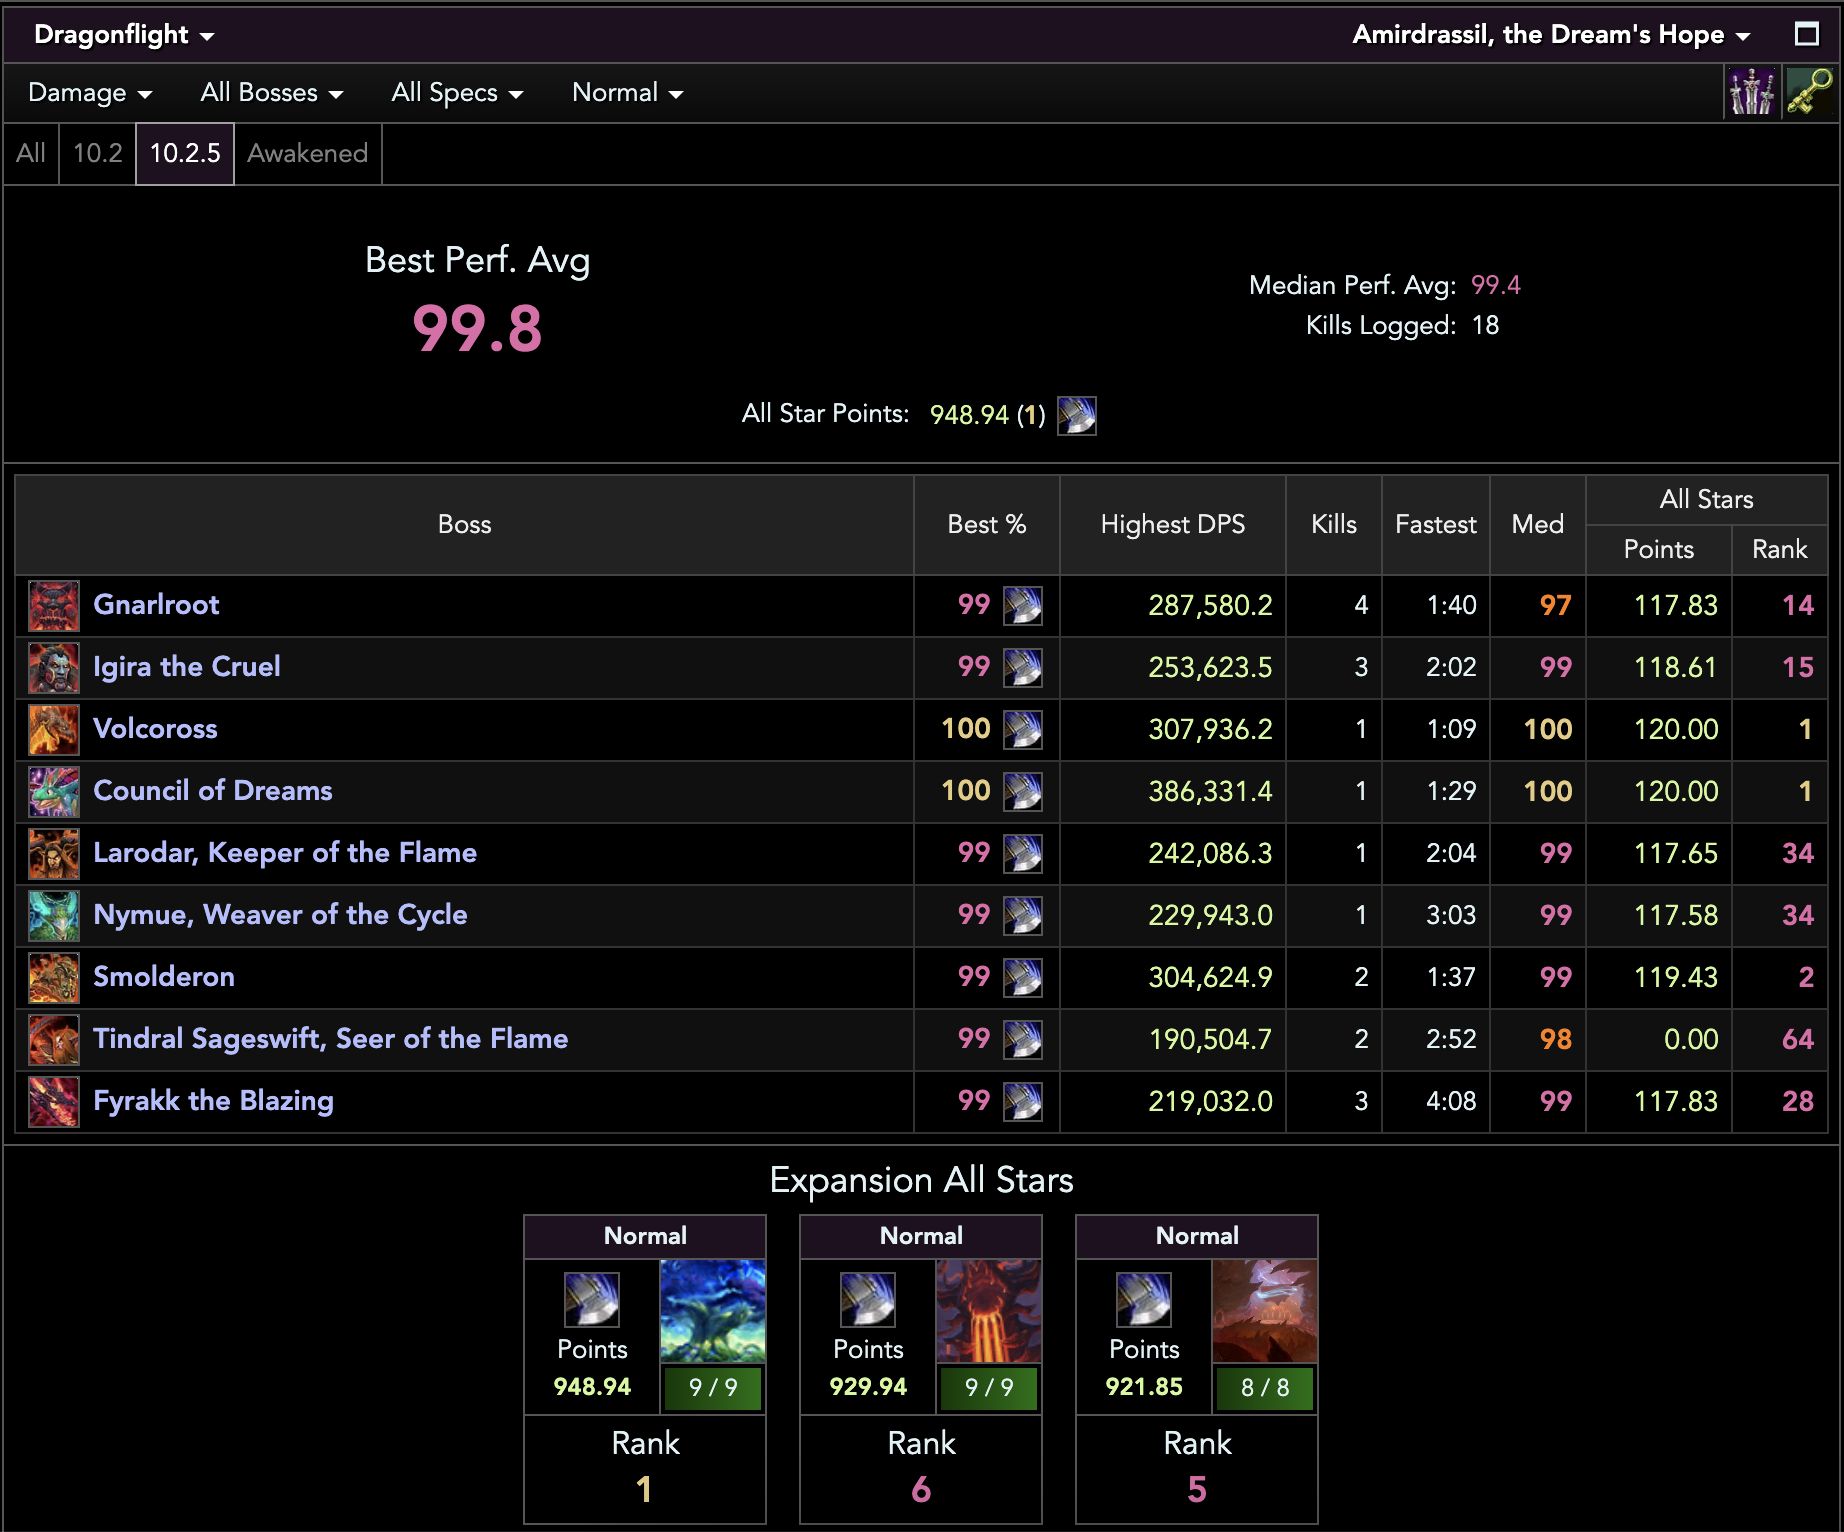 Dragonflight Amirdrassil, the Dream's Hope
Damage All Bosses All Specs Normal
All 10.2 10.2.5 Awakened
Best Perf. Avg
99.8
Median Perf. Avg: 99.4
Kills Logged: 18
All Star Points: 948.94 (1)
Boss Best % Highest DPS Kills Fastest Med All Stars
Points Rank
Gnarlroot 99 287,580.2 4 1:40 97 117.83 14
Igira the Cruel 99 253,623.5 3 2:02 99 118.61 15
Volcoross 100 307,936.2 1 1:09 100 120.00 1
Council of Dreams 100 386,331.4 1 1:29 100 120.00 1
Larodar, Keeper of the Flame 99 242,086.3 1 2:04 99 117.65 34
Nymue, Weaver of the Cycle 99 229,943.0 1 3:03 99 117.58 34
Smolderon 99 304,624.9 2 1:37 99 119.43 2
Tindral Sageswift, Seer of the Flame 99 190,504.7 2 2:52 98 0.00 64
Fyrakk the Blazing 99 219,032.0 3 4:08 99 117.83 28
Expansion All Stars
Normal Normal Normal
Points Points Points
948.94 9 / 9 929.94 9 / 9 921.85 8 / 8
Rank Rank Rank
1 6 5